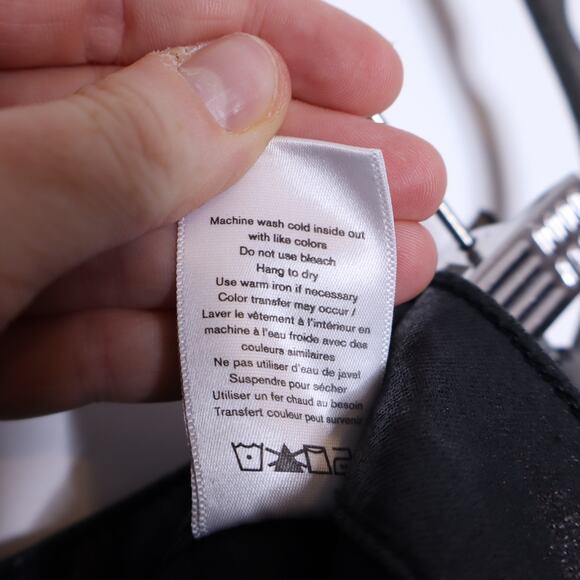 Machine wash cold inside out
with like colors
Do not use bleach
Hang to dry
Use warm iron if necessary
Color transfer may occur /
Laver le vêtement à l'intérieur en
machine à l'eau froide avec des
couleurs similaires
Ne pas utiliser d'eau de javel
Suspendre pour sécher
Utiliser un fer chaud au besoin
Transfert couleur peut survenir